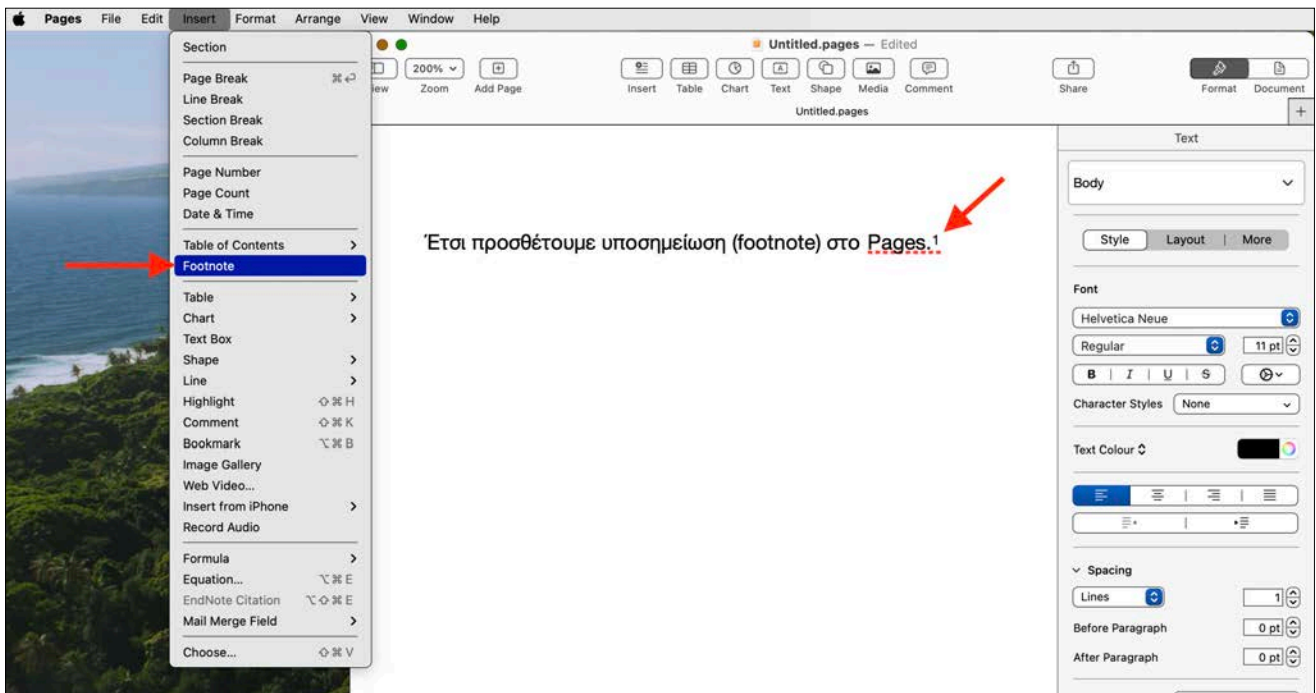 Pages File Edit Insert Format Arrange View Window Help
Untitled.pages — Edited
200%
Zoom Add Page Insert Table Chart Text Shape Media Comment Share Format Document
Untitled.pages
+
Section
Page Break ⌘↩
Line Break
Section Break
Column Break
Page Number
Page Count
Date & Time
Table of Contents >
Footnote
Table >
Chart >
Text Box
Shape >
Line >
Highlight ⇧⌘H
Comment ⇧⌘K
Bookmark ⌥⌘B
Image Gallery
Web Video...
Insert from iPhone >
Record Audio
Formula >
Equation... ⌥⌘E
EndNote Citation ⌥⇧⌘E
Mail Merge Field >
Choose... ⇧⌘V
Έτσι προσθέτουμε υποσημείωση (footnote) στο Pages.¹
Text
Body
Style Layout | More
Font
Helvetica Neue
Regular 11 pt
B | I | U | S
Character Styles None
Text Colour
Spacing
Lines 1
Before Paragraph 0 pt
After Paragraph 0 pt